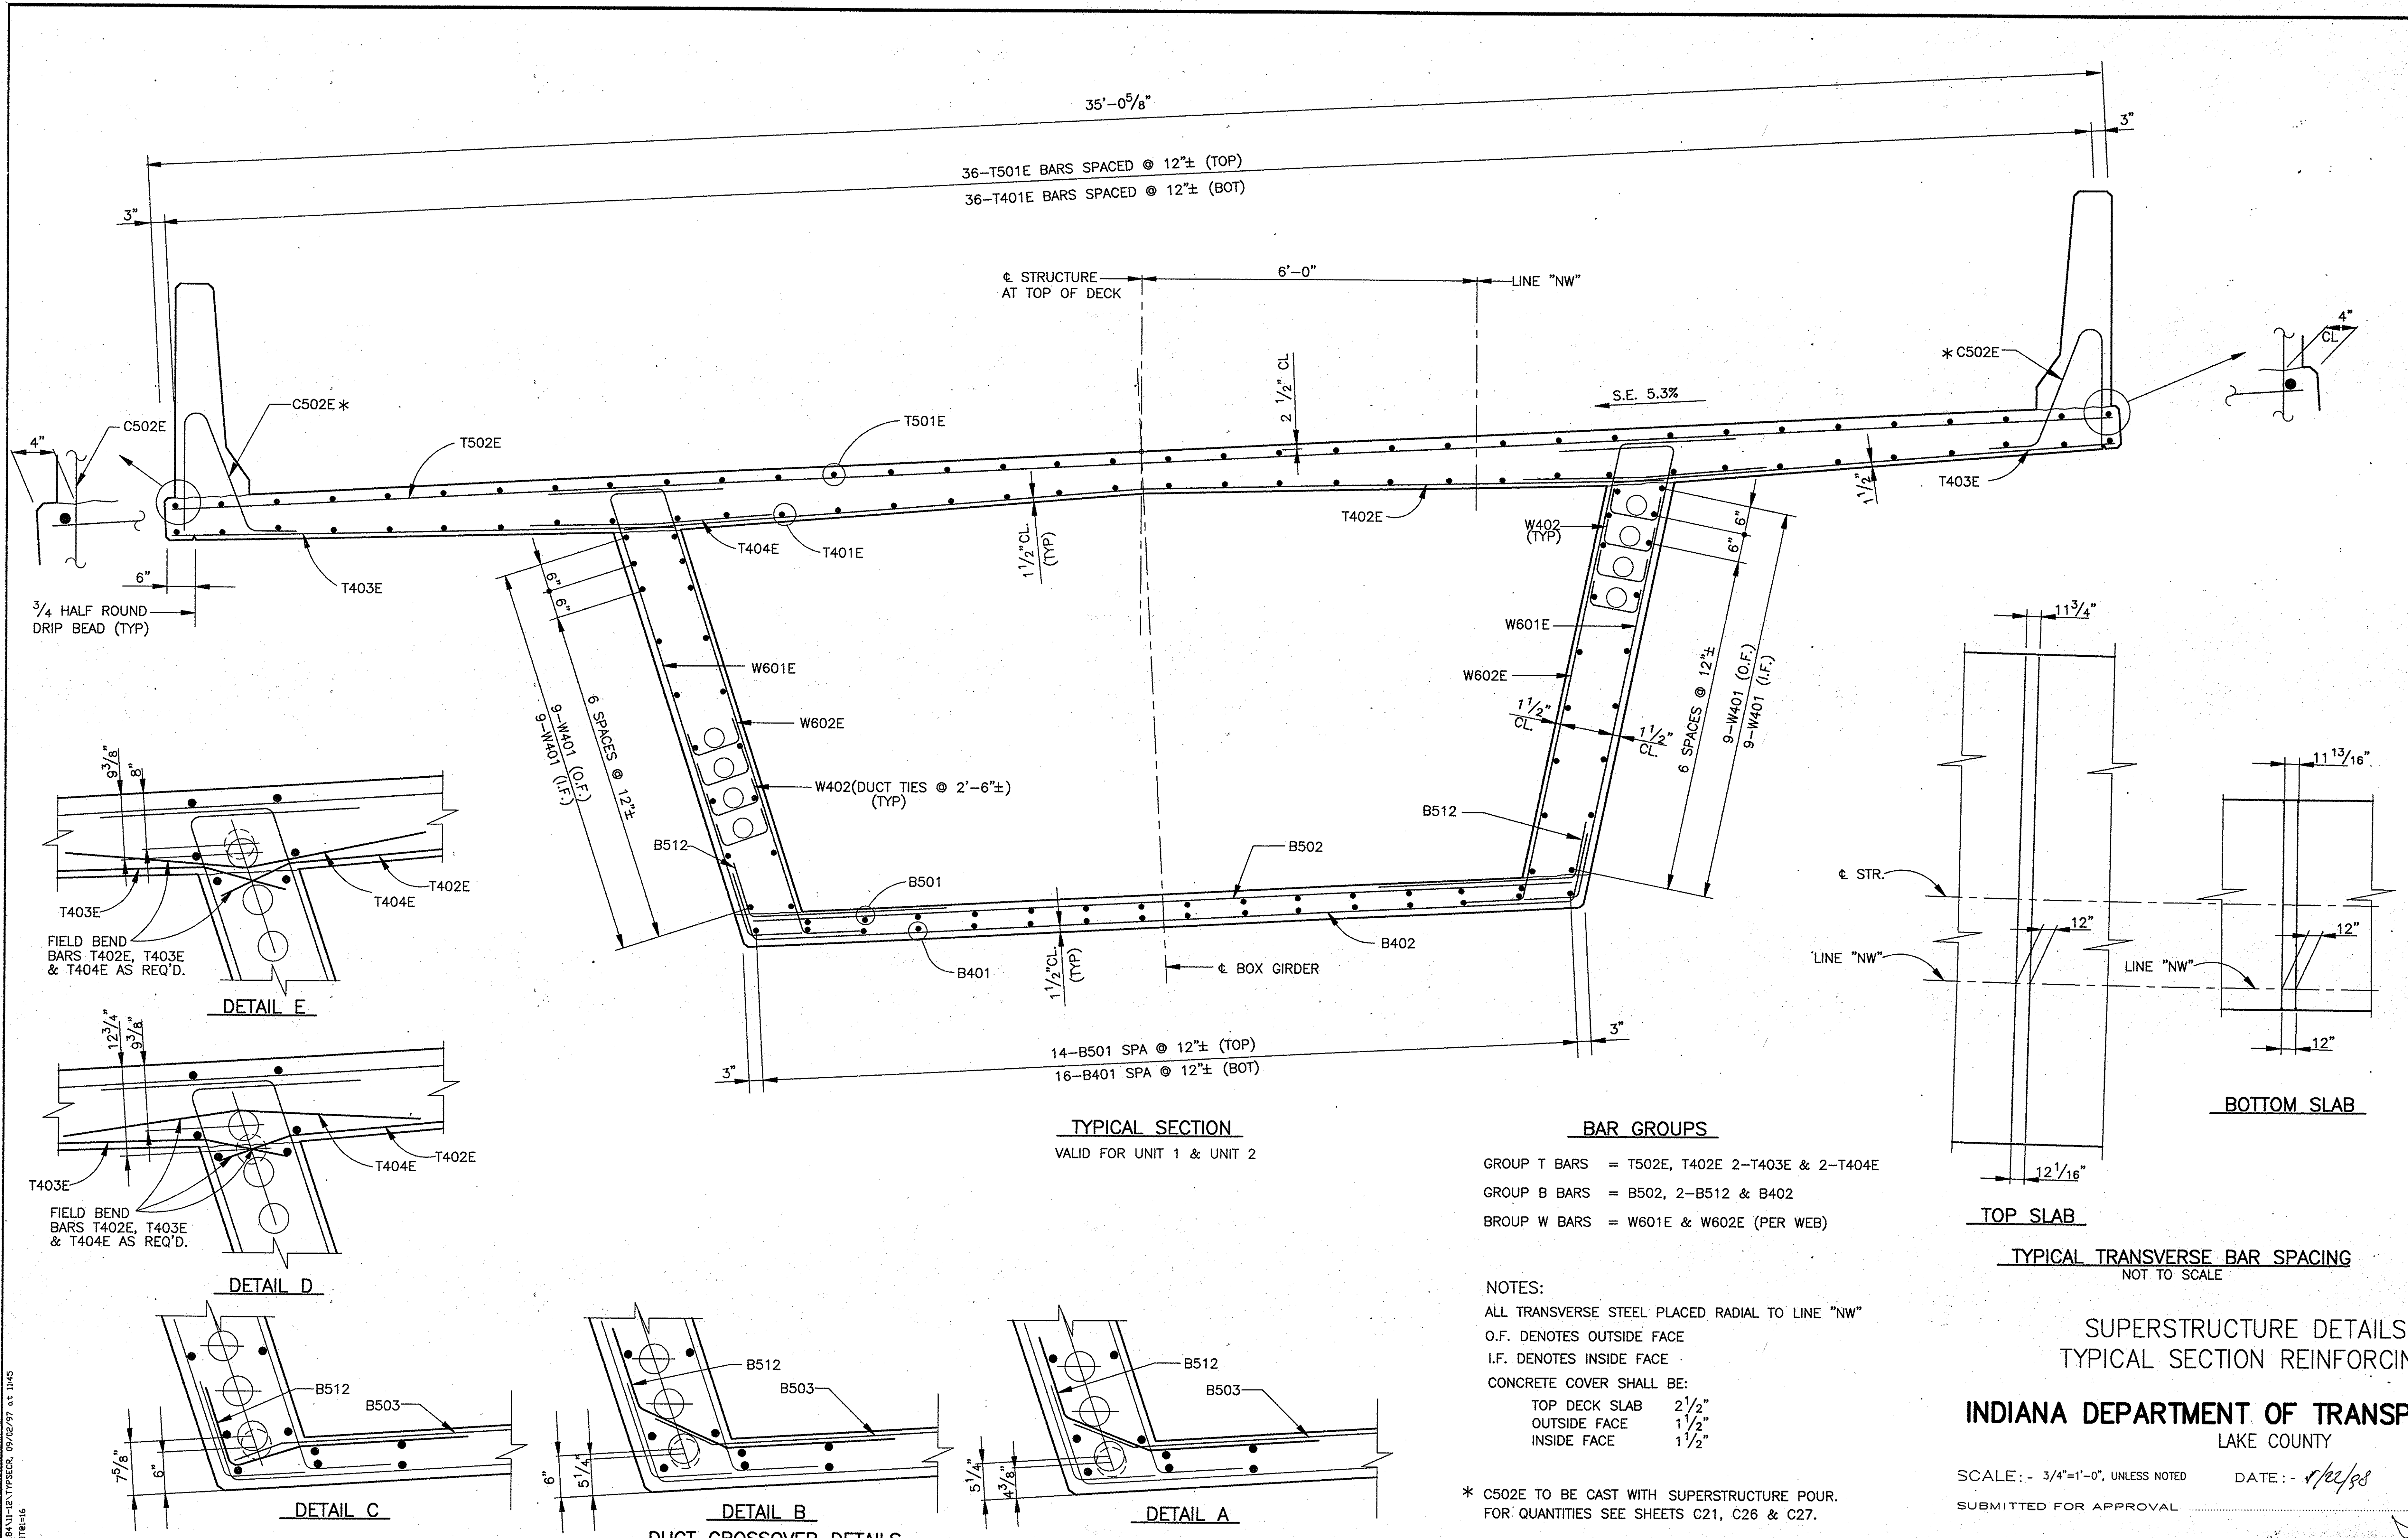 35'-0 5/8"
3"
36-T501E BARS SPACED @ 12"± (TOP)
36-T401E BARS SPACED @ 12"± (BOT)
3"
℄ STRUCTURE
AT TOP OF DECK
6'-0"
LINE "NW"
2 1/2" CL
S.E. 5.3%
* C502E
4"
CL
C502E *
C502E
4"
T502E
T501E
T404E
T401E
1 1/2" CL.
(TYP)
T402E
1 1/2"
T403E
T403E
6"
3/4 HALF ROUND
DRIP BEAD (TYP)
6"
6"
6 SPACES @ 12"±
9-W401 (O.F.)
9-W401 (I.F.)
W402
(TYP)
6"
6"
W601E
W602E
W601E
W602E
1 1/2"
CL.
1 1/2"
CL.
6 SPACES @ 12"±
9-W401 (O.F.)
9-W401 (I.F.)
W402(DUCT TIES @ 2'-6"±)
(TYP)
B512
B512
B502
B501
B401
B402
1 1/2"CL.
(TYP)
℄ BOX GIRDER
3"
14-B501 SPA @ 12"± (TOP)
16-B401 SPA @ 12"± (BOT)
3"
TYPICAL SECTION
VALID FOR UNIT 1 & UNIT 2
9 3/8"
8"
T403E
T404E
T402E
FIELD BEND
BARS T402E, T403E
& T404E AS REQ'D.
DETAIL E
12 3/4"
9 3/8"
T403E
T404E
T402E
FIELD BEND
BARS T402E, T403E
& T404E AS REQ'D.
DETAIL D
B512
B503
7 5/8"
6"
DETAIL C
B512
B503
6"
5 1/4"
DETAIL B
DUCT CROSSOVER DETAILS
B512
B503
5 1/4"
4 3/8"
DETAIL A
11 3/4"
℄ STR.
12"
LINE "NW"
12 1/16"
TOP SLAB
11 13/16"
12"
LINE "NW"
12"
BOTTOM SLAB
TYPICAL TRANSVERSE BAR SPACING
NOT TO SCALE
BAR GROUPS
GROUP T BARS = T502E, T402E 2-T403E & 2-T404E
GROUP B BARS = B502, 2-B512 & B402
BROUP W BARS = W601E & W602E (PER WEB)
NOTES:
ALL TRANSVERSE STEEL PLACED RADIAL TO LINE "NW"
O.F. DENOTES OUTSIDE FACE
I.F. DENOTES INSIDE FACE
CONCRETE COVER SHALL BE:
TOP DECK SLAB 2 1/2"
OUTSIDE FACE 1 1/2"
INSIDE FACE 1 1/2"
* C502E TO BE CAST WITH SUPERSTRUCTURE POUR.
FOR QUANTITIES SEE SHEETS C21, C26 & C27.
SUPERSTRUCTURE DETAILS
TYPICAL SECTION REINFORCIN
INDIANA DEPARTMENT OF TRANSP
LAKE COUNTY
SCALE:- 3/4"=1'-0", UNLESS NOTED DATE:-
SUBMITTED FOR APPROVAL
84\11-12\TYPSECR, 09/02/97 at 11:45